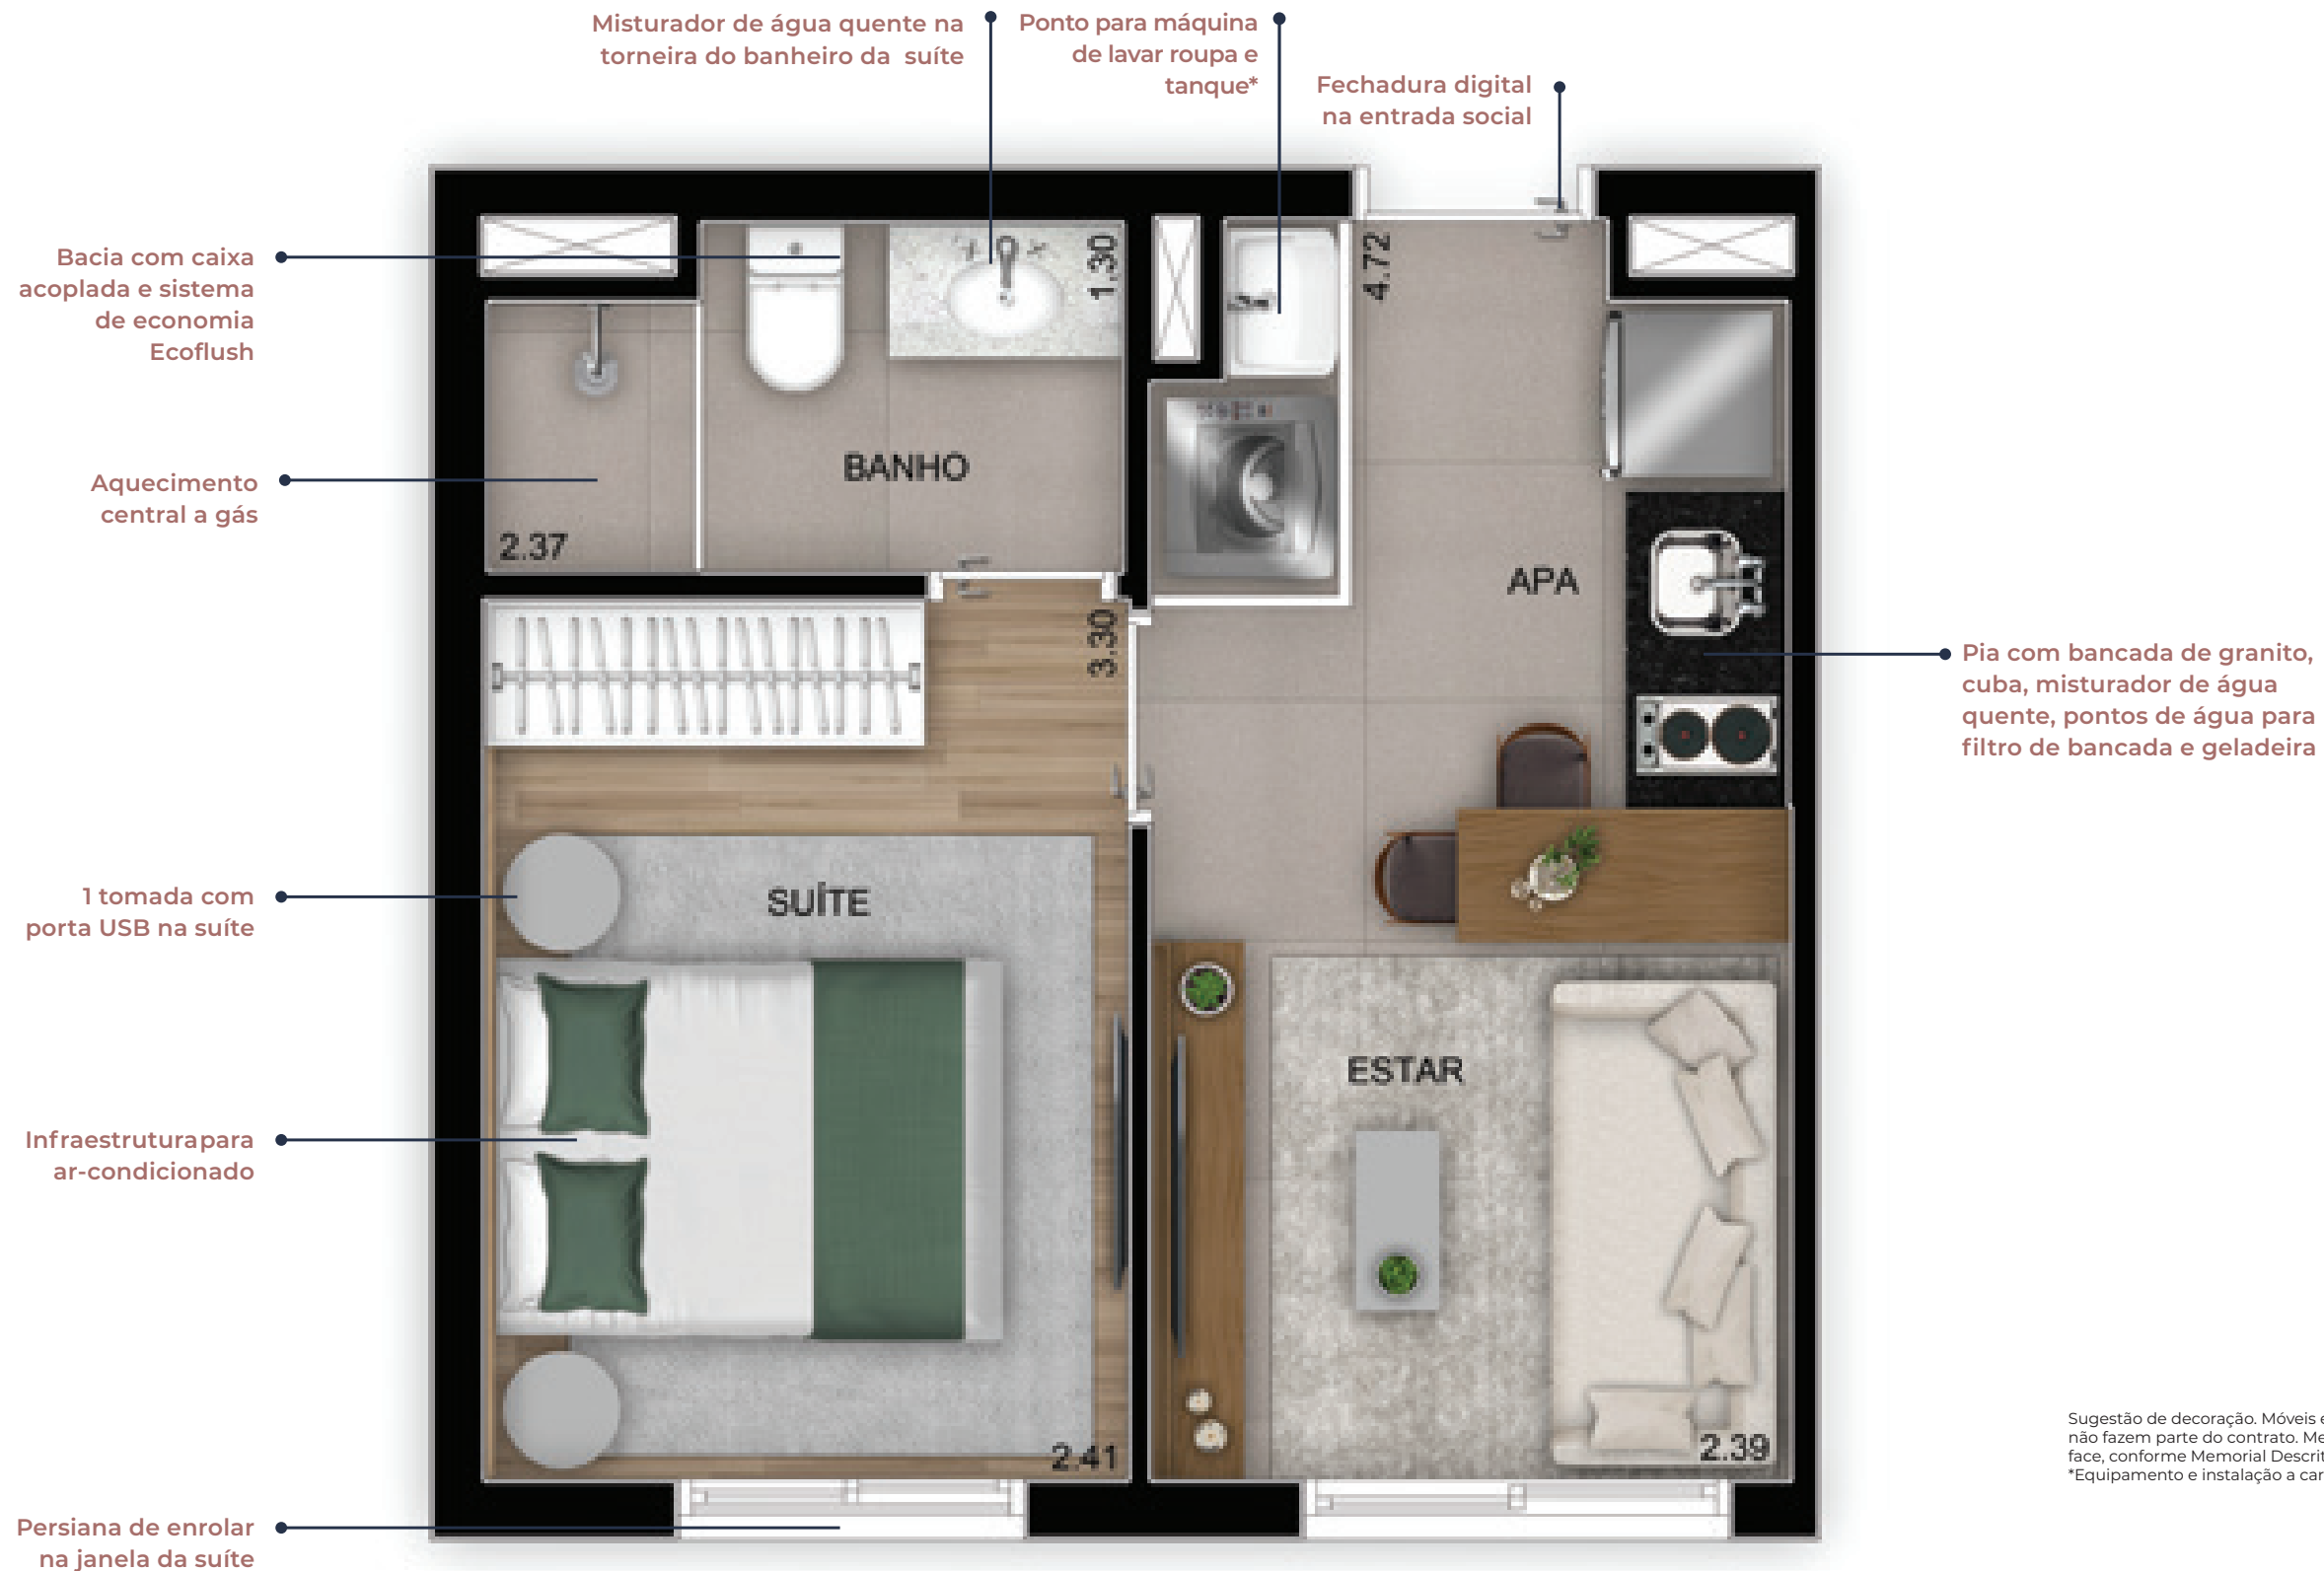 Misturador de água quente na
torneira do banheiro da suíte
Ponto para máquina
de lavar roupa e
tanque*
Fechadura digital
na entrada social
Bacia com caixa
acoplada e sistema
de economia
Ecoflush
Aquecimento
central a gás
1 tomada com
porta USB na suíte
Infraestruturapara
ar-condicionado
Persiana de enrolar
na janela da suíte
1.30
BANHO
2.37
4.72
APA
3.30
SUÍTE
2.41
ESTAR
2.39
Pia com bancada de granito,
cuba, misturador de água
quente, pontos de água para
filtro de bancada e geladeira
Sugestão de decoração. Móveis
não fazem parte do contrato.
face, conforme Memorial
*Equipamento e instalação a